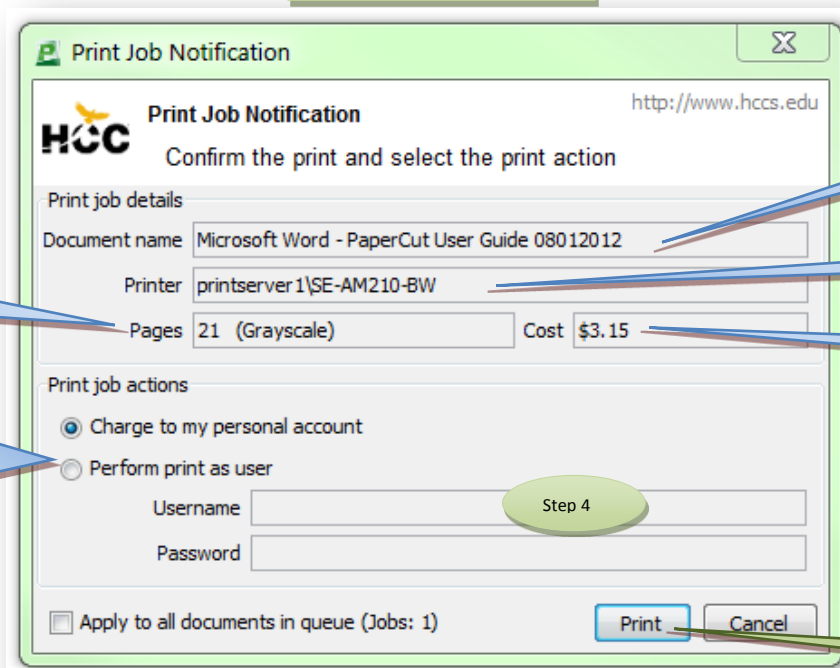 Print Job Notification
HCC
Print Job Notification
http://www.hccs.edu
Confirm the print and select the print action
Print job details
Document name Microsoft Word - PaperCut User Guide 08012012
Printer printserver1\SE-AM210-BW
Pages 21 (Grayscale) Cost $3.15
Print job actions
Charge to my personal account
Perform print as user
Username
Step 4
Password
Apply to all documents in queue (Jobs: 1)
Print Cancel